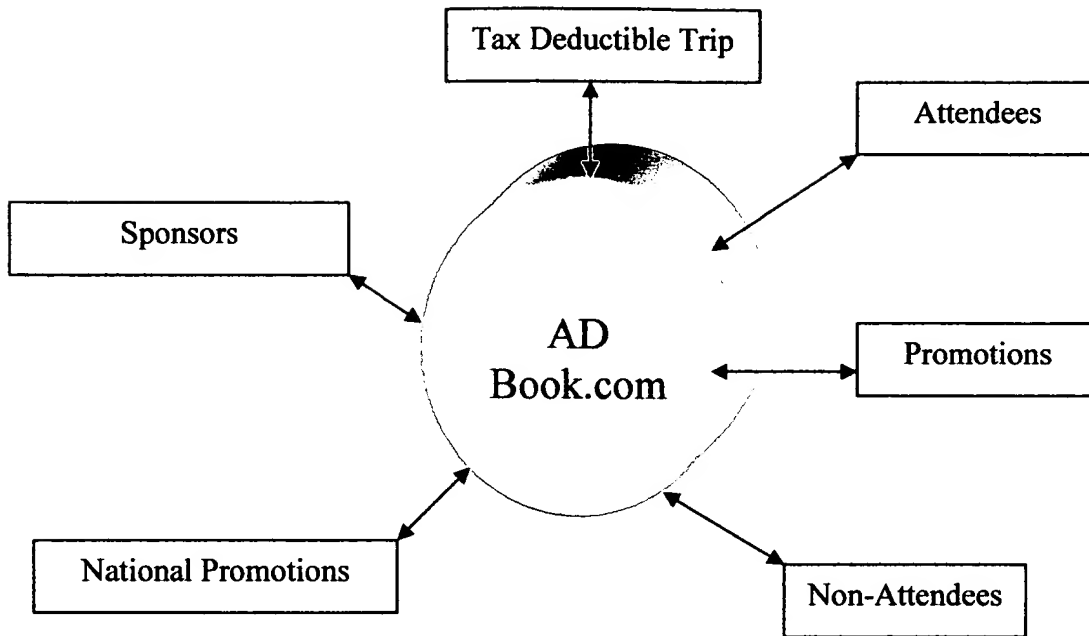 Tax Deductible Trip
Attendees
Sponsors
AD
Book.com
Promotions
National Promotions
Non-Attendees